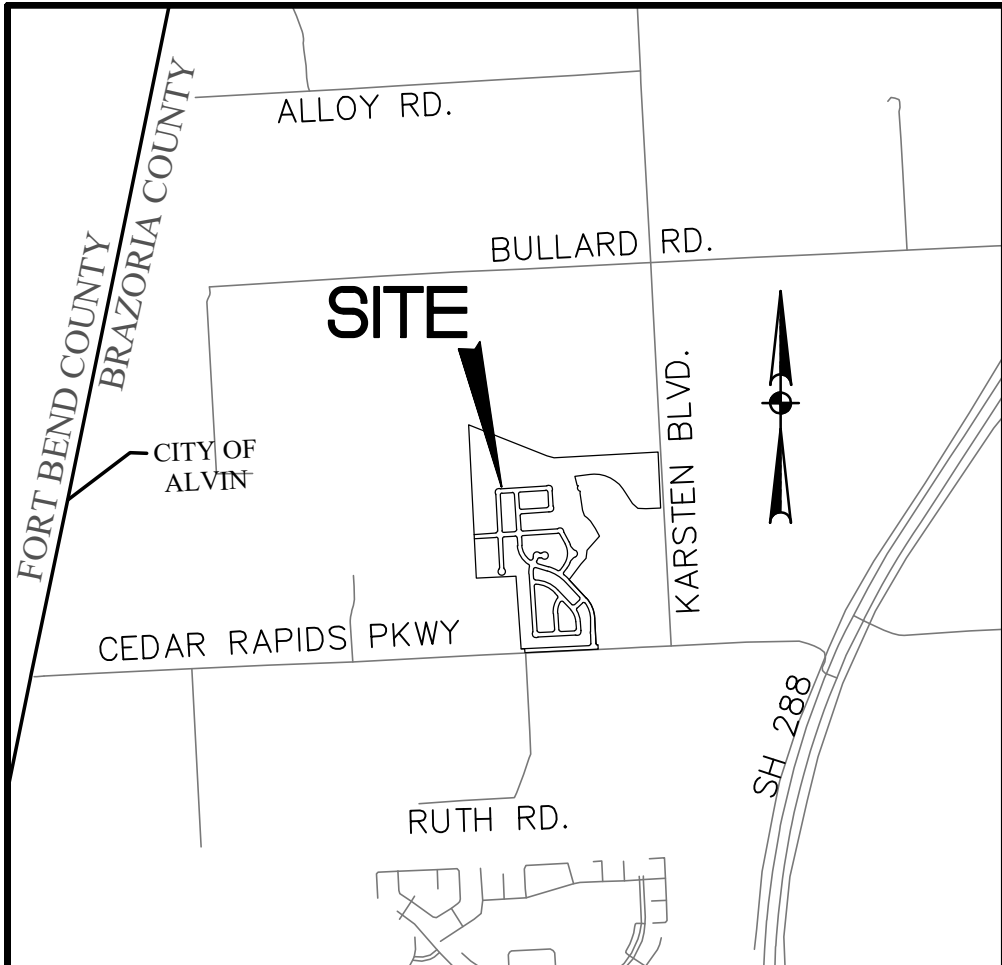 ALLOY RD.
BRAZORIA COUNTY
FORT BEND COUNTY
BULLARD RD.
SITE
KARSTEN BLVD.
CITY OF
ALVIN
CEDAR RAPIDS PKWY
SH 288
RUTH RD.